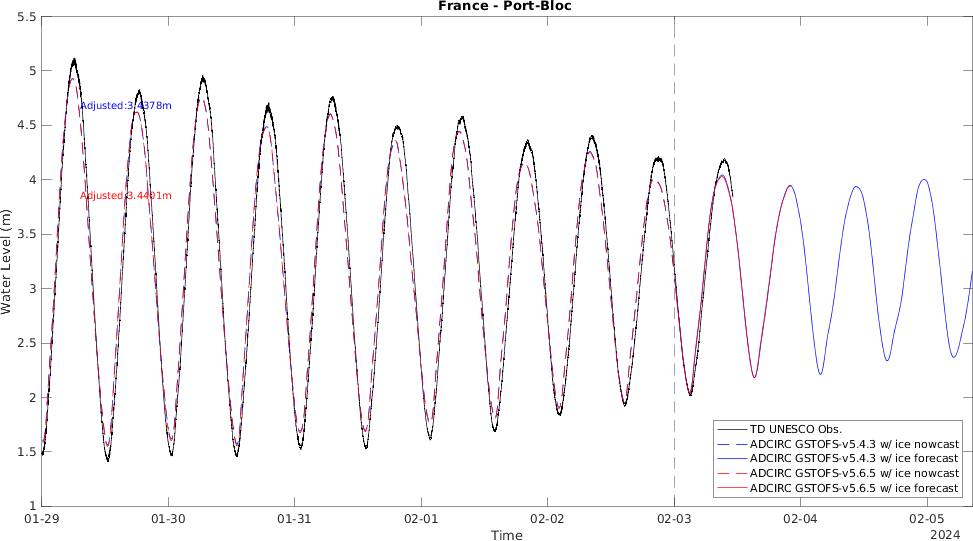 France - Port-Bloc
5.5
5
4.5
4
3.5
3
2.5
2
1.5
1
Water Level (m)
Adjusted:3.4378m
Adjusted:3.4401m
TD UNESCO Obs.
ADCIRC GSTOFS-v5.4.3 w/ ice nowcast
ADCIRC GSTOFS-v5.4.3 w/ ice forecast
ADCIRC GSTOFS-v5.6.5 w/ ice nowcast
ADCIRC GSTOFS-v5.6.5 w/ ice forecast
01-29 01-30 01-31 02-01 02-02 02-03 02-04 02-05
Time
2024